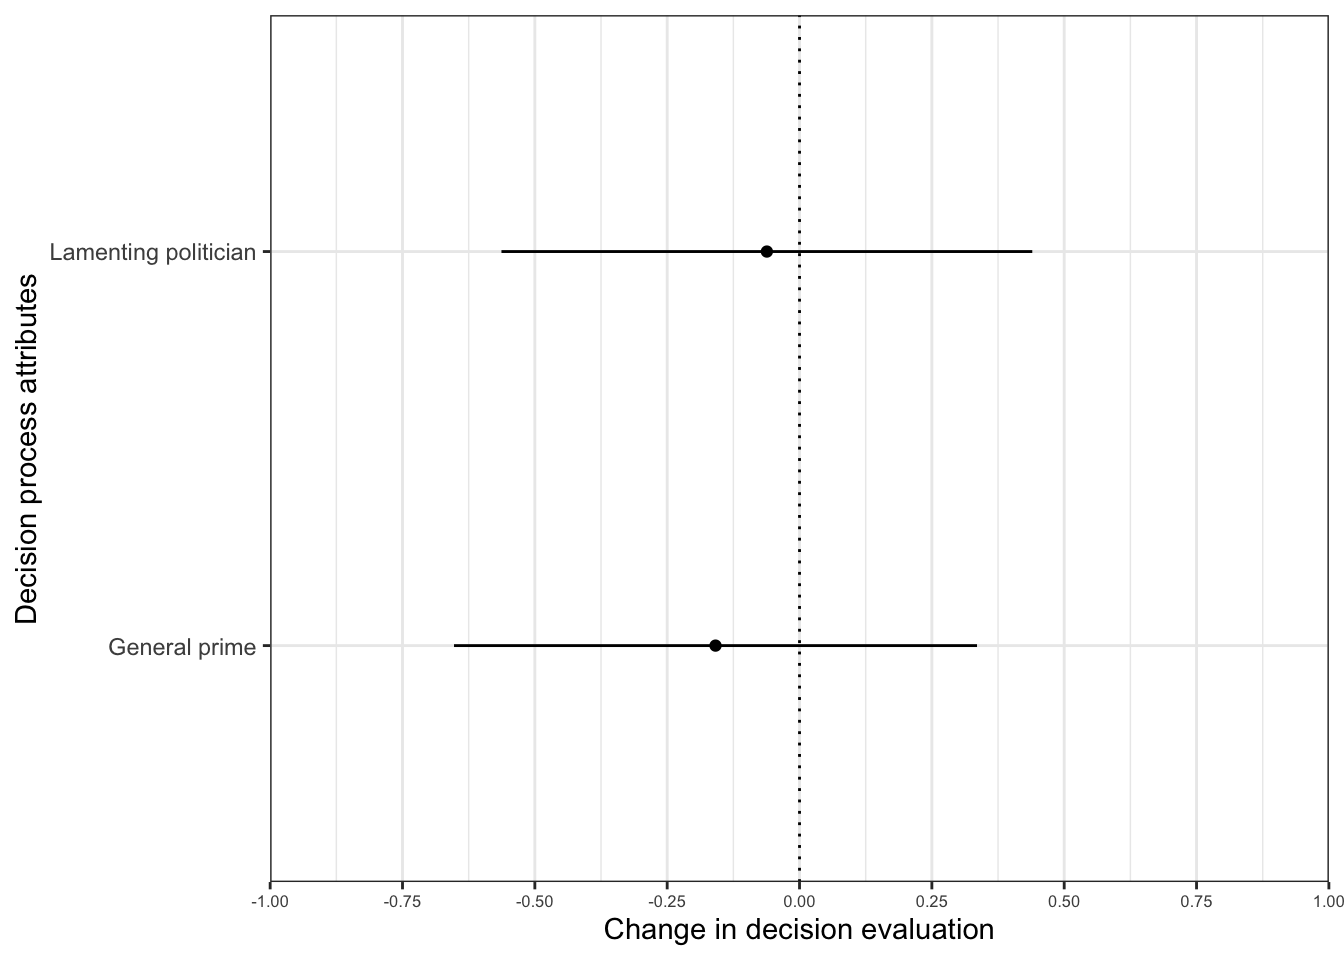 Decision process attributes
Lamenting politician
General prime
-1.00 -0.75 -0.50 -0.25 0.00 0.25 0.50 0.75 1.00
Change in decision evaluation